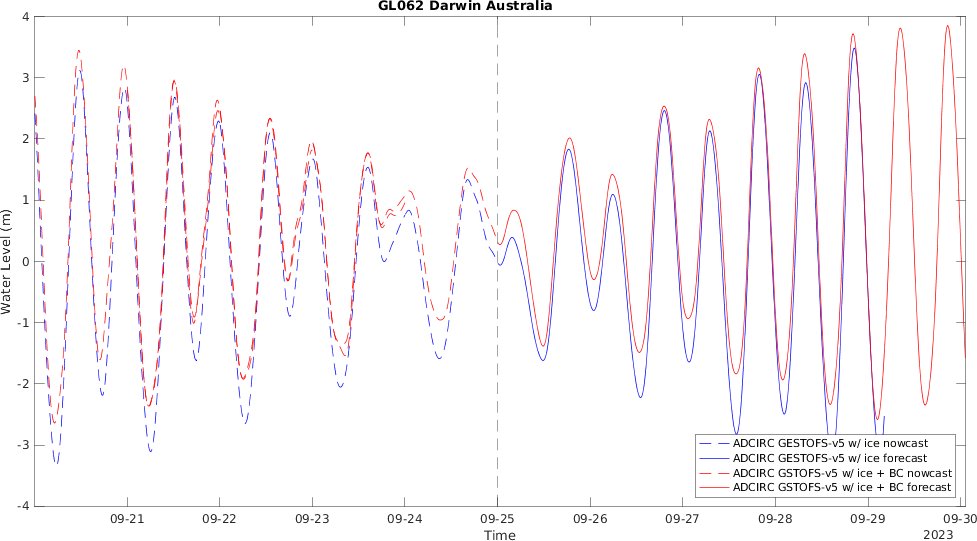 GL062 Darwin Australia
4
3
2
1
0
-1
-2
-3
-4
Water Level (m)
ADCIRC GESTOFS-v5 w/ ice nowcast
ADCIRC GESTOFS-v5 w/ ice forecast
ADCIRC GSTOFS-v5 w/ ice + BC nowcast
ADCIRC GSTOFS-v5 w/ ice + BC forecast
09-21 09-22 09-23 09-24 09-25 09-26 09-27 09-28 09-29 09-30
Time
2023